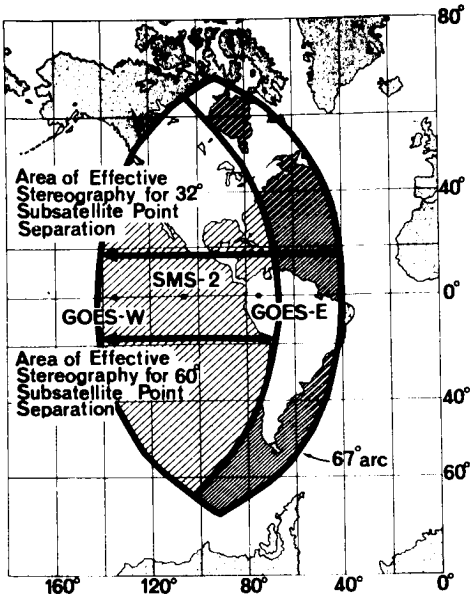 80°
Area of Effective
Stereography for 32°
Subsatellite Point
Separation
40°
20°
SMS-2
GOES-W
GOES-E
0°
Area of Effective
Stereography for 60°
Subsatellite Point
Separation
40°
67° arc
60°
160°
120°
80°
40°
0°